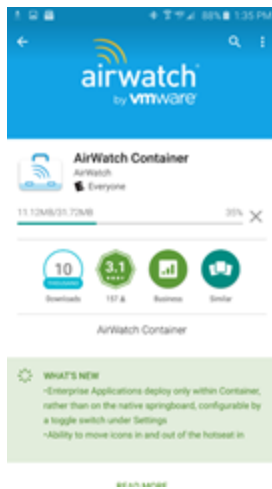 88% 1:35 PM
airwatch
by vmware
AirWatch Container
AirWatch
Everyone
11.12MB/31.72MB 35%
10
THOUSAND
3.1
Downloads 157 Business Similar
AirWatch Container
WHAT'S NEW
-Enterprise Applications deploy only within Container,
rather than on the native springboard, configurable by
a toggle switch under Settings
-Ability to move icons in and out of the hotseat in
READ MORE